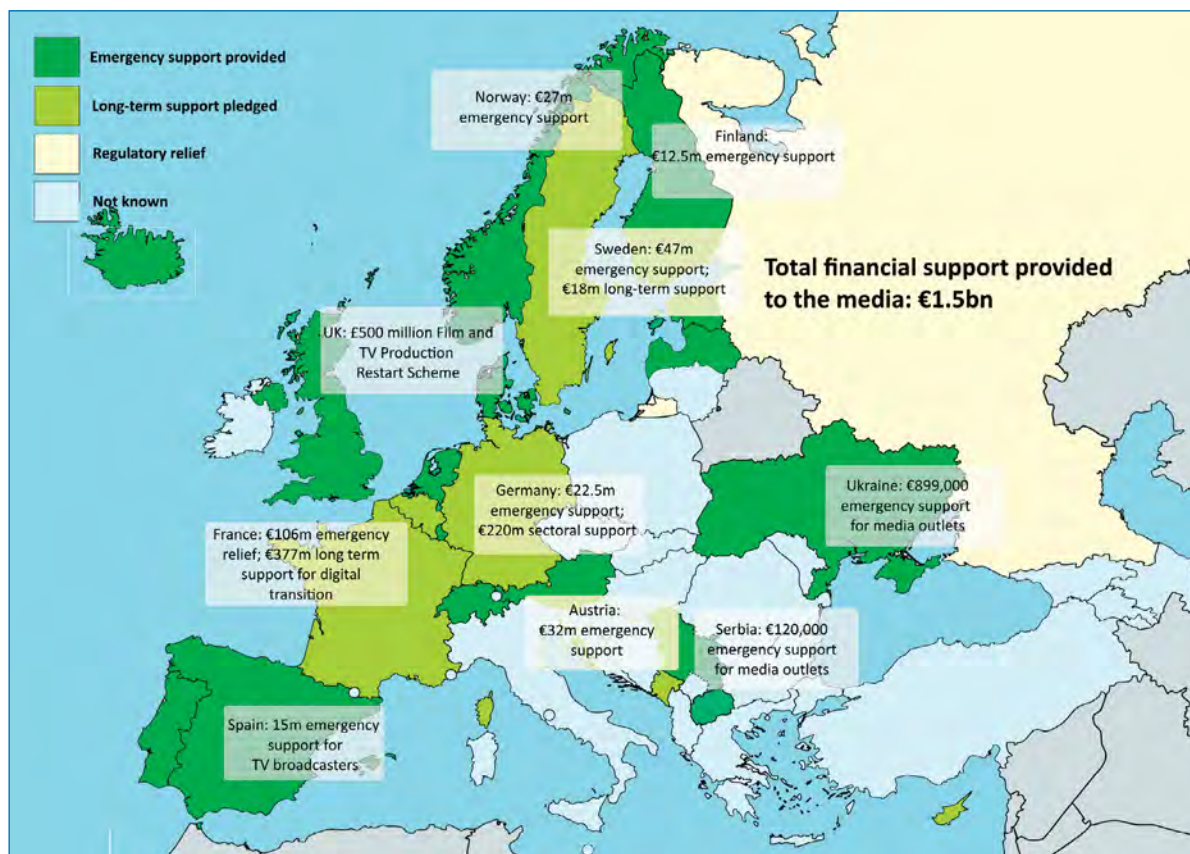 Emergency support provided
Long-term support pledged
Regulatory relief
Not known
Norway: €27m
emergency support
Finland:
€12.5m emergency support
Sweden: €47m
emergency support;
€18m long-term support
Total financial support provided
to the media: €1.5bn
UK: £500 million Film and
TV Production
Restart Scheme
Germany: €22.5m
emergency support;
€220m sectoral support
Ukraine: €899,000
emergency support
for media outlets
France: €106m emergency
relief; €377m long term
support for digital
transition
Austria:
€32m emergency
support
Serbia: €120,000
emergency support
for media outlets
Spain: 15m emergency
support for
TV broadcasters